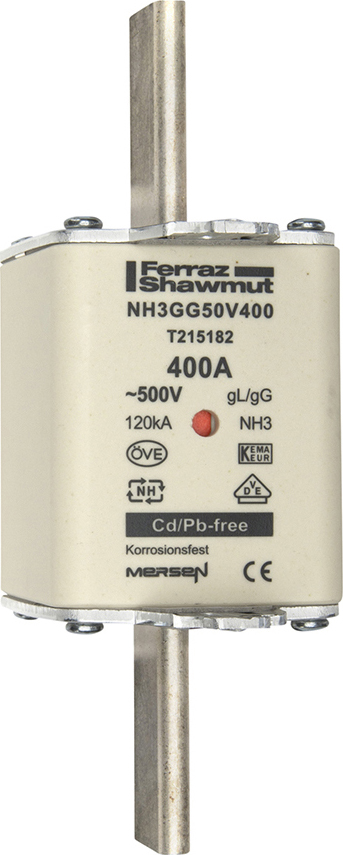 Ferraz
Shawmut
NH3GG50V400
T215182
400A
~500V gL/gG
120kA NH3
ÖVE KEMA
KEUR
NH VDE
Cd/Pb-free
Korrosionsfest
MERSEN CE